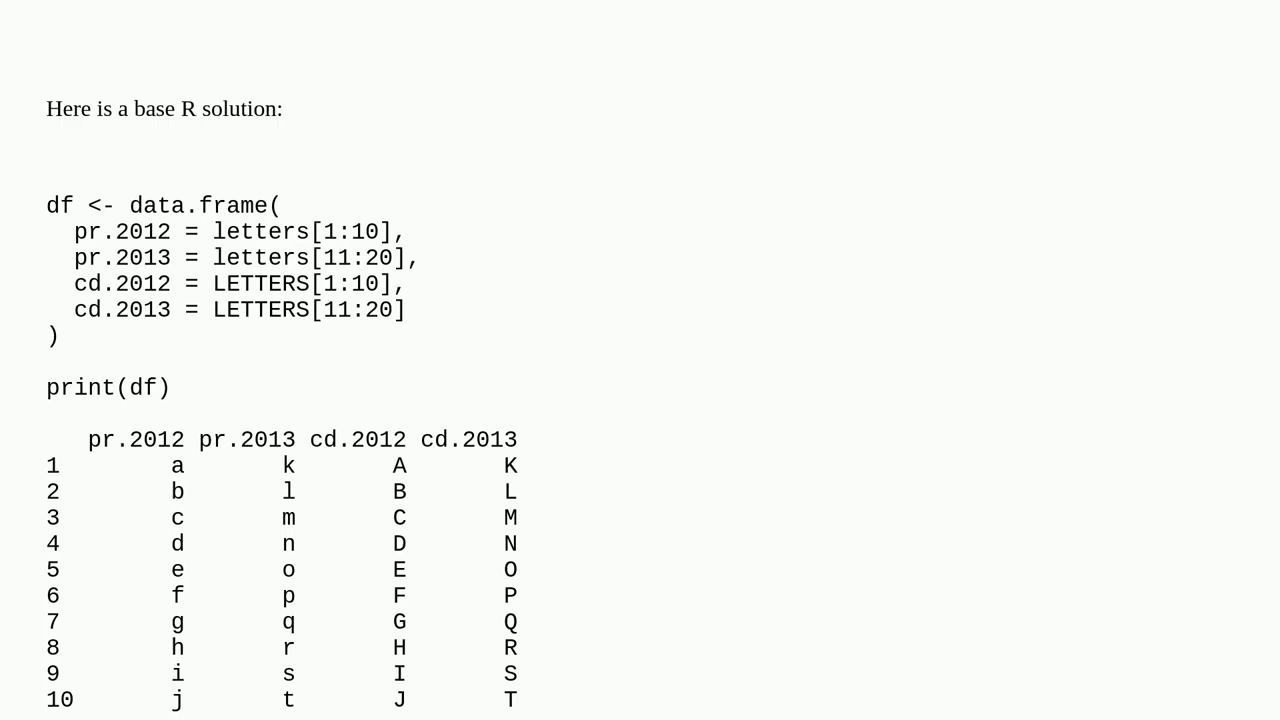 Here is a base R solution:
df <- data.frame(
  pr.2012 = letters[1:10],
  pr.2013 = letters[11:20],
  cd.2012 = LETTERS[1:10],
  cd.2013 = LETTERS[11:20]
)
print(df)
   pr.2012 pr.2013 cd.2012 cd.2013
1        a       k       A       K
2        b       l       B       L
3        c       m       C       M
4        d       n       D       N
5        e       o       E       O
6        f       p       F       P
7        g       q       G       Q
8        h       r       H       R
9        i       s       I       S
10       j       t       J       T